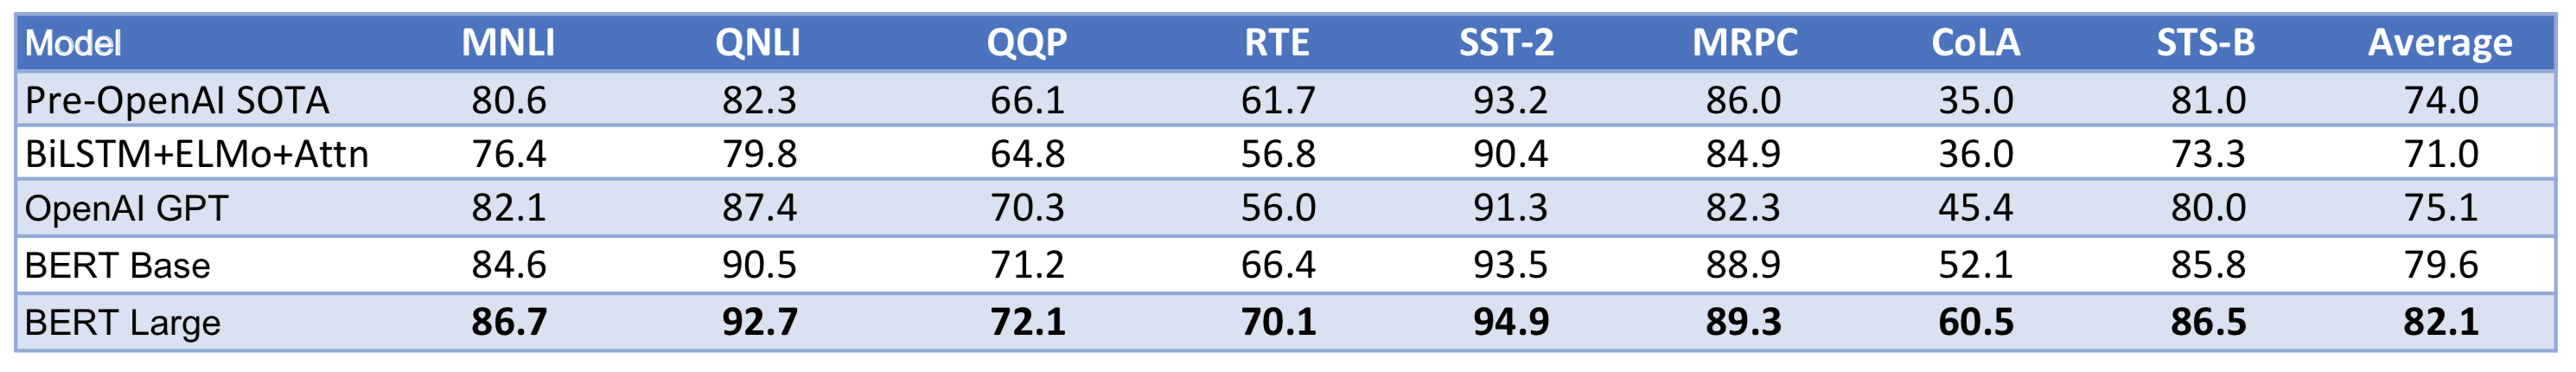 Model MNLI QNLI QQP RTE SST-2 MRPC CoLA STS-B Average
Pre-OpenAI SOTA 80.6 82.3 66.1 61.7 93.2 86.0 35.0 81.0 74.0
BiLSTM+ELMo+Attn 76.4 79.8 64.8 56.8 90.4 84.9 36.0 73.3 71.0
OpenAI GPT 82.1 87.4 70.3 56.0 91.3 82.3 45.4 80.0 75.1
BERT Base 84.6 90.5 71.2 66.4 93.5 88.9 52.1 85.8 79.6
BERT Large 86.7 92.7 72.1 70.1 94.9 89.3 60.5 86.5 82.1